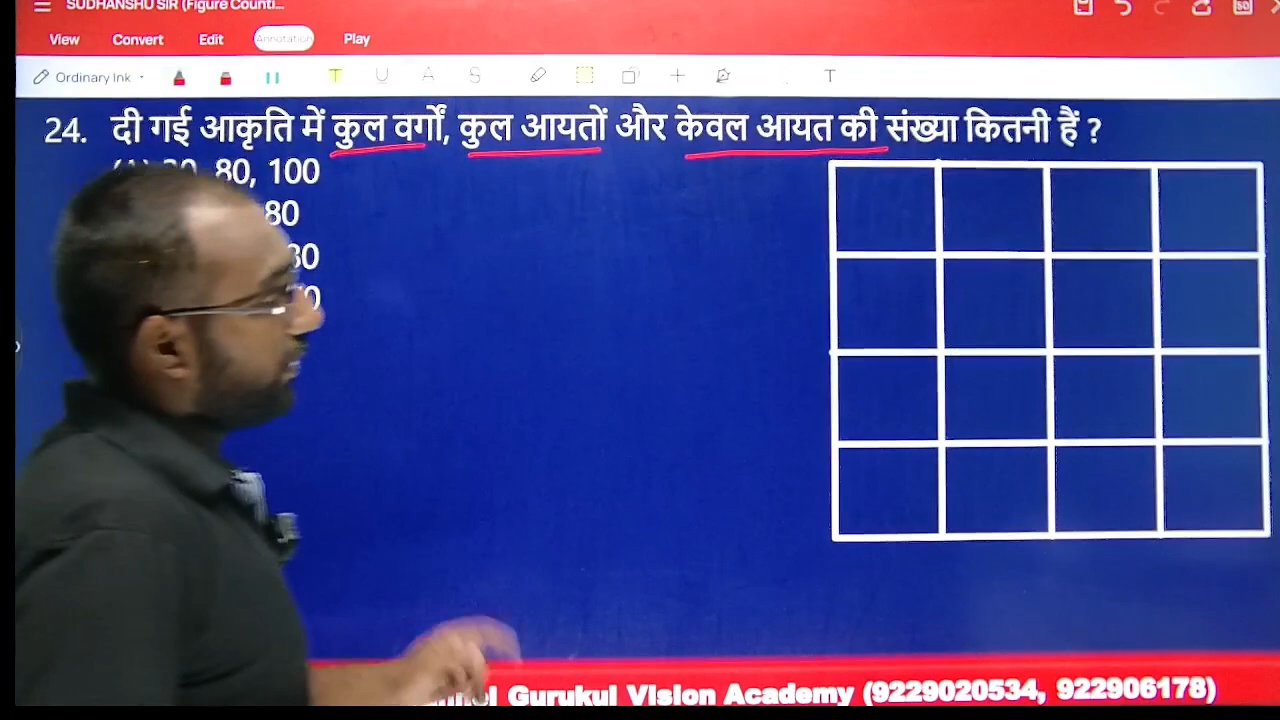 SUDHANSHU SIR (Figure Counti...
View Convert Edit Annotation Play
Ordinary Ink T U A S T
24. दी गई आकृति में कुल वर्गों, कुल आयतों और केवल आयत की संख्या कितनी हैं ?
80, 100
80
Gurukul Vision Academy (9229020534, 922906178)